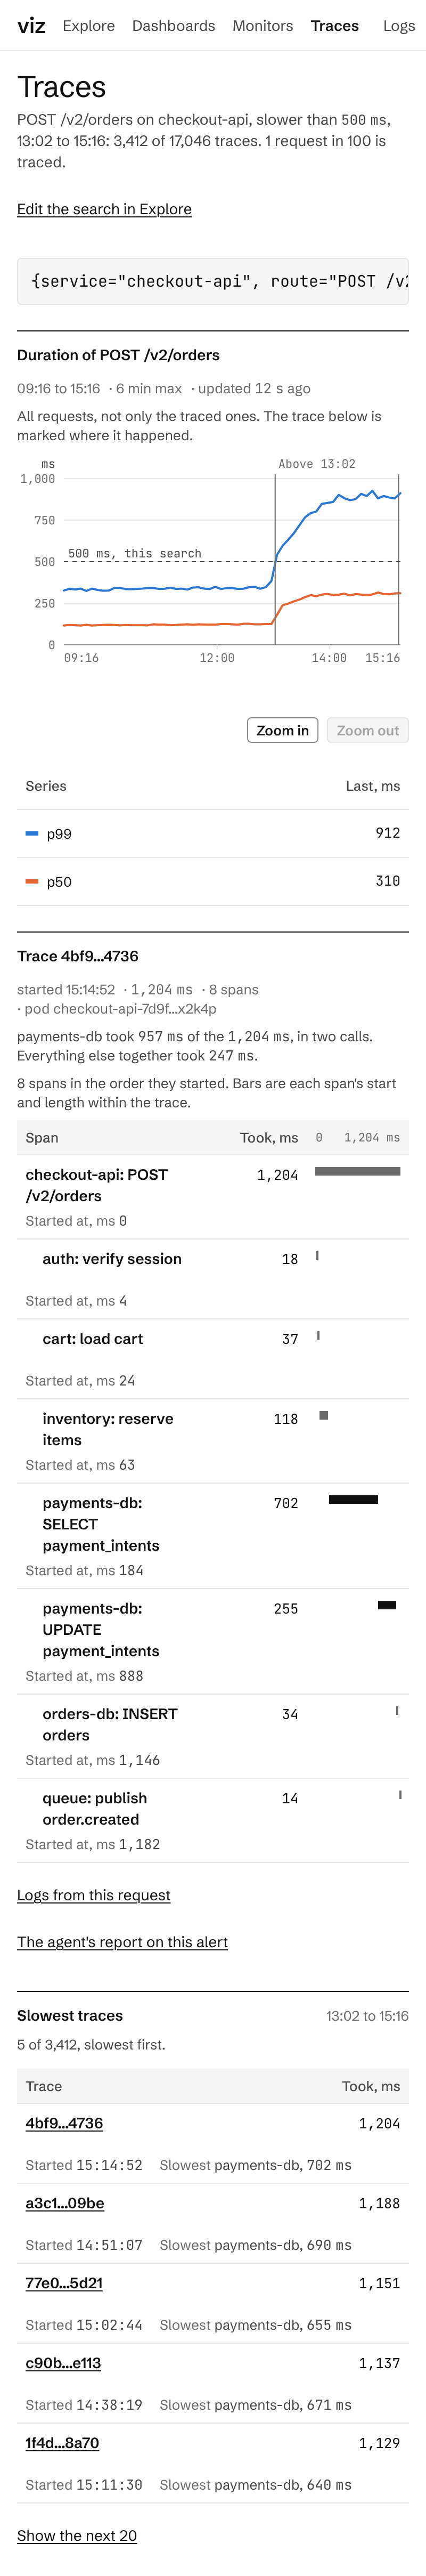 viz Explore Dashboards Monitors Traces Logs
Traces
POST /v2/orders on checkout-api, slower than 500 ms,
13:02 to 15:16: 3,412 of 17,046 traces. 1 request in 100 is
traced.
Edit the search in Explore
{service="checkout-api", route="POST /v2
Duration of POST /v2/orders
09:16 to 15:16 · 6 min max · updated 12 s ago
All requests, not only the traced ones. The trace below is
marked where it happened.
ms
Above 13:02
1,000
750
500 ms, this search
500
250
0
09:16 12:00 14:00 15:16
Zoom in Zoom out
Series Last, ms
p99 912
p50 310
Trace 4bf9…4736
started 15:14:52 · 1,204 ms · 8 spans
· pod checkout-api-7d9f…x2k4p
payments-db took 957 ms of the 1,204 ms, in two calls.
Everything else together took 247 ms.
8 spans in the order they started. Bars are each span's start
and length within the trace.
Span Took, ms 0 1,204 ms
checkout-api: POST 1,204
/v2/orders
Started at, ms 0
auth: verify session 18
Started at, ms 4
cart: load cart 37
Started at, ms 24
inventory: reserve 118
items
Started at, ms 63
payments-db: 702
SELECT
payment_intents
Started at, ms 184
payments-db: 255
UPDATE
payment_intents
Started at, ms 888
orders-db: INSERT 34
orders
Started at, ms 1,146
queue: publish 14
order.created
Started at, ms 1,182
Logs from this request
The agent's report on this alert
Slowest traces 13:02 to 15:16
5 of 3,412, slowest first.
Trace Took, ms
4bf9…4736 1,204
Started 15:14:52 Slowest payments-db, 702 ms
a3c1…09be 1,188
Started 14:51:07 Slowest payments-db, 690 ms
77e0…5d21 1,151
Started 15:02:44 Slowest payments-db, 655 ms
c90b…e113 1,137
Started 14:38:19 Slowest payments-db, 671 ms
1f4d…8a70 1,129
Started 15:11:30 Slowest payments-db, 640 ms
Show the next 20